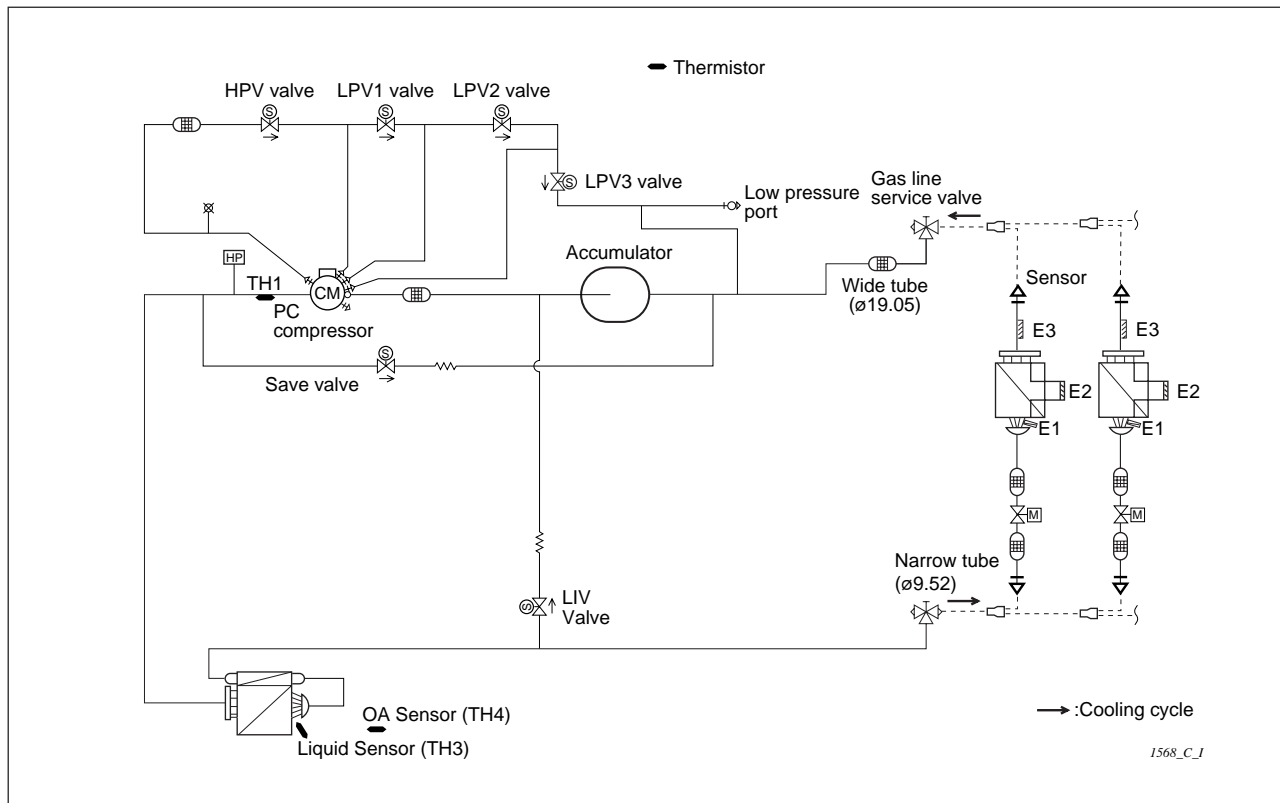 Thermistor
HPV valve
LPV1 valve
LPV2 valve
S
S
S
S
LPV3 valve
Low pressure
port
Gas line
service valve
HP
TH1
CM
PC
compressor
Accumulator
Wide tube
(ø19.05)
Sensor
E3
E3
S
Save valve
E2
E2
E1
E1
M
M
Narrow tube
(ø9.52)
S
LIV
Valve
OA Sensor (TH4)
Liquid Sensor (TH3)
:Cooling cycle
1568_C_I